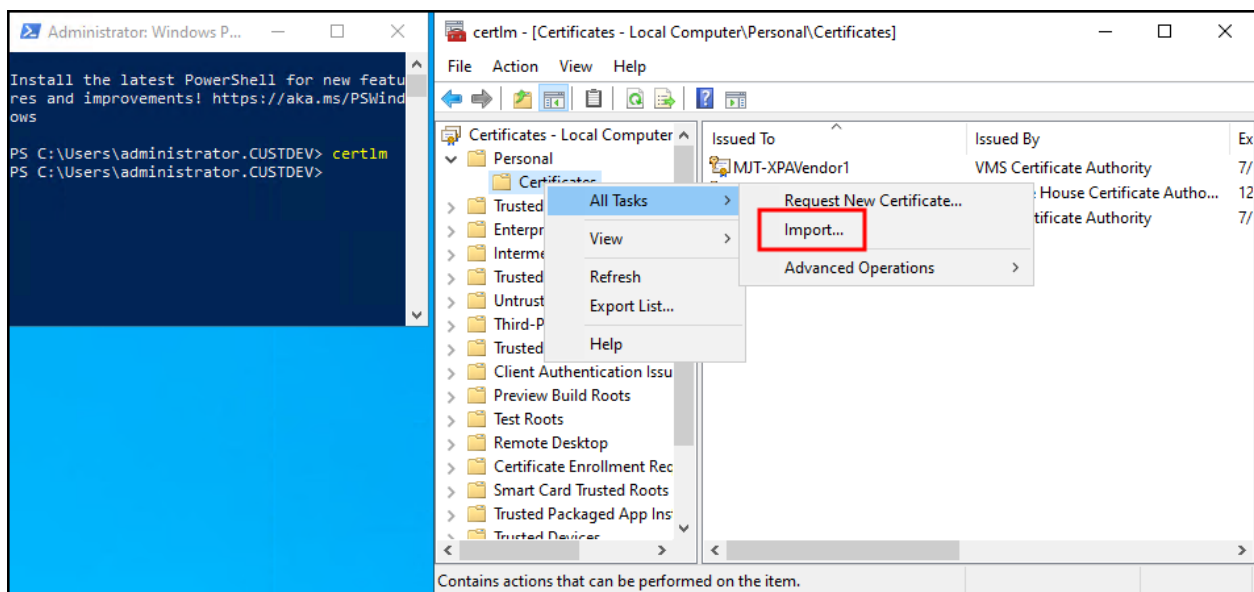 Administrator: Windows P...
Install the latest PowerShell for new featu
res and improvements! https://aka.ms/PSWind
ows
PS C:\Users\administrator.CUSTDEV> certlm
PS C:\Users\administrator.CUSTDEV>
certlm - [Certificates - Local Computer\Personal\Certificates]
File Action View Help
Certificates - Local Computer
Personal
Certificates
Trusted
Enterpr
Interme
Trusted
Untrust
Third-P
Trusted
Client Authentication Issu
Preview Build Roots
Test Roots
Remote Desktop
Certificate Enrollment Req
Smart Card Trusted Roots
Trusted Packaged App Ins
Trusted Devices
Issued To Issued By Ex
MJT-XPAVendor1 VMS Certificate Authority 7/
House Certificate Autho... 12
tificate Authority 7/
All Tasks
View
Refresh
Export List...
Help
Request New Certificate...
Import...
Advanced Operations
Contains actions that can be performed on the item.